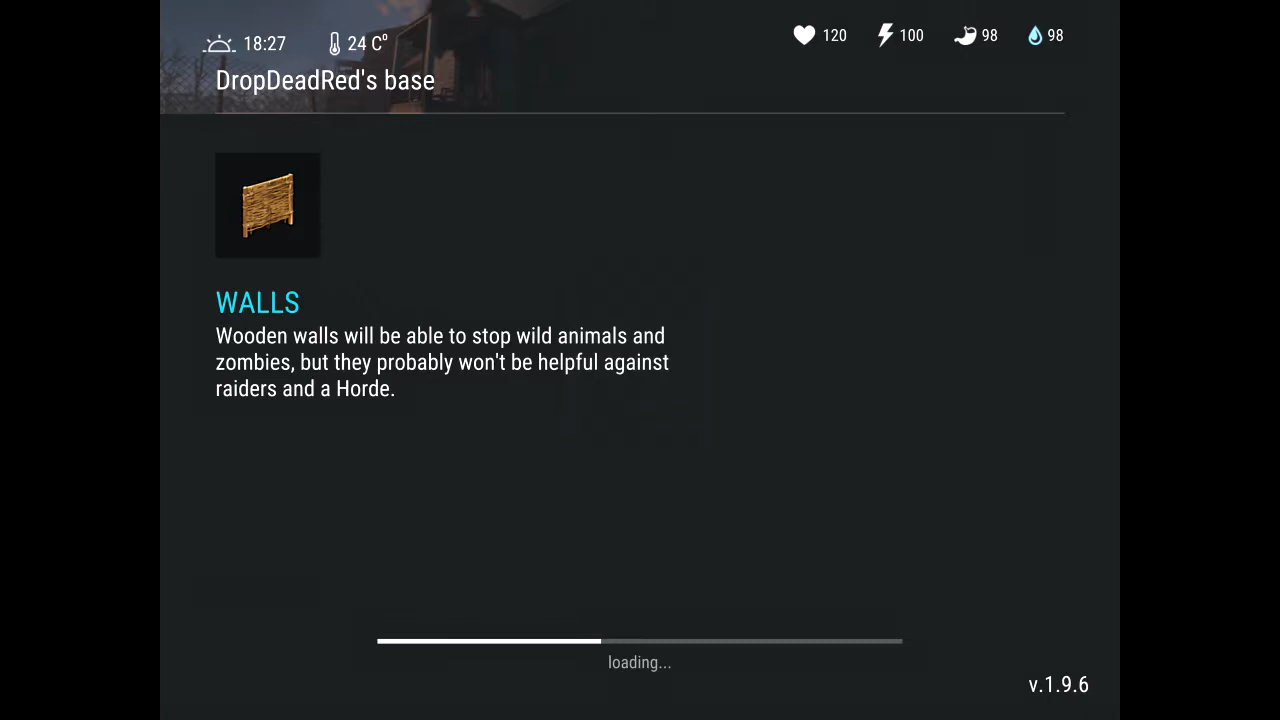 18:27
24 C⁰
120
100
98
98
DropDeadRed's base
WALLS
Wooden walls will be able to stop wild animals and
zombies, but they probably won't be helpful against
raiders and a Horde.
loading...
v.1.9.6